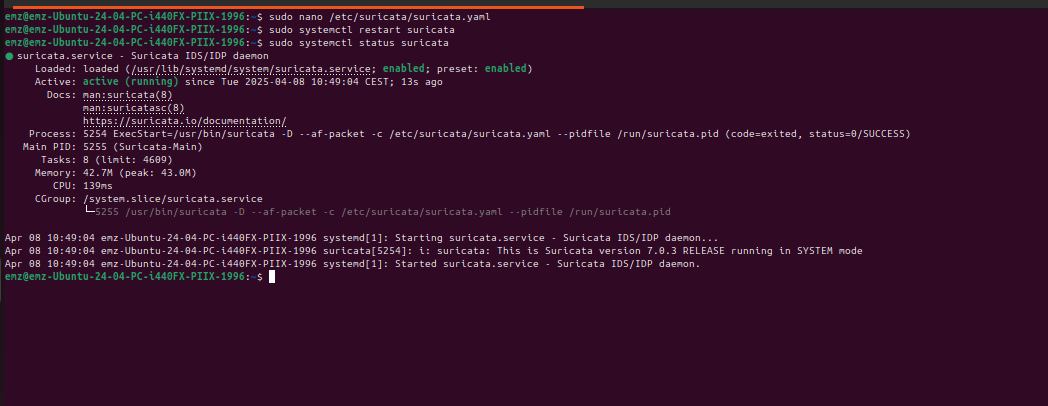 emz@emz-Ubuntu-24-04-PC-i440FX-PIIX-1996:~$ sudo nano /etc/suricata/suricata.yaml
emz@emz-Ubuntu-24-04-PC-i440FX-PIIX-1996:~$ sudo systemctl restart suricata
emz@emz-Ubuntu-24-04-PC-i440FX-PIIX-1996:~$ sudo systemctl status suricata
● suricata.service - Suricata IDS/IDP daemon
Loaded: loaded (/usr/lib/systemd/system/suricata.service; enabled; preset: enabled)
Active: active (running) since Tue 2025-04-08 10:49:04 CEST; 13s ago
Docs: man:suricata(8)
man:suricatasc(8)
https://suricata.io/documentation/
Process: 5254 ExecStart=/usr/bin/suricata -D --af-packet -c /etc/suricata/suricata.yaml --pidfile /run/suricata.pid (code=exited, status=0/SUCCESS)
Main PID: 5255 (Suricata-Main)
Tasks: 8 (limit: 4609)
Memory: 42.7M (peak: 43.0M)
CPU: 139ms
CGroup: /system.slice/suricata.service
└─5255 /usr/bin/suricata -D --af-packet -c /etc/suricata/suricata.yaml --pidfile /run/suricata.pid
Apr 08 10:49:04 emz-Ubuntu-24-04-PC-i440FX-PIIX-1996 systemd[1]: Starting suricata.service - Suricata IDS/IDP daemon...
Apr 08 10:49:04 emz-Ubuntu-24-04-PC-i440FX-PIIX-1996 suricata[5254]: i: suricata: This is Suricata version 7.0.3 RELEASE running in SYSTEM mode
Apr 08 10:49:04 emz-Ubuntu-24-04-PC-i440FX-PIIX-1996 systemd[1]: Started suricata.service - Suricata IDS/IDP daemon.
emz@emz-Ubuntu-24-04-PC-i440FX-PIIX-1996:~$